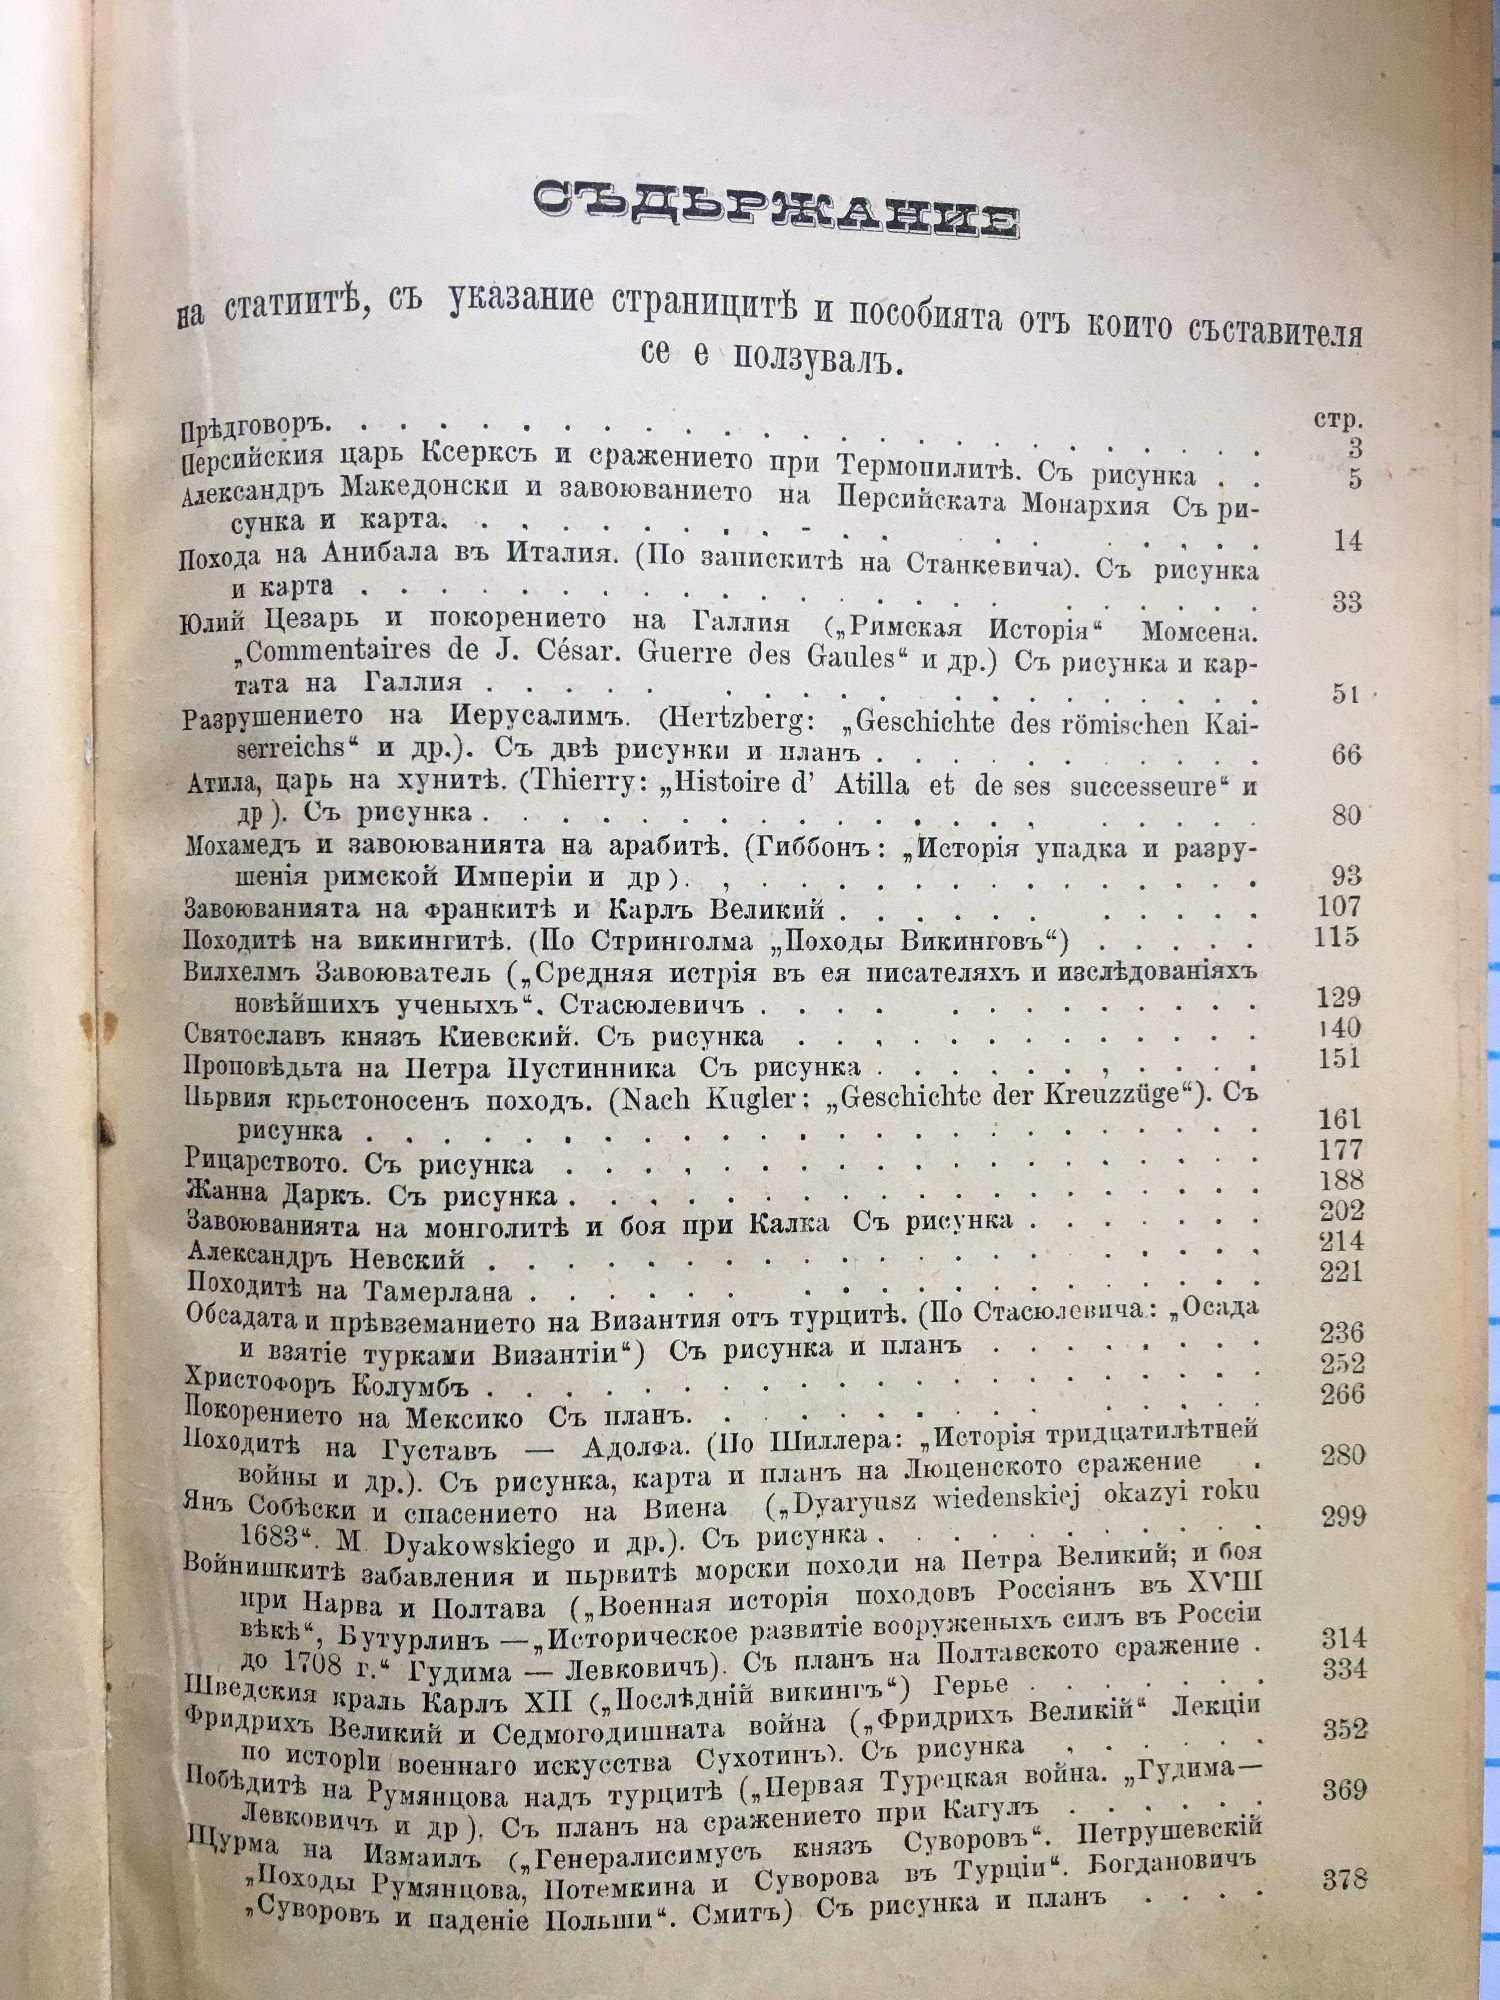 СЪДЬРЖАНИЕ
на статиитѣ, съ указание страницитѣ и пособията отъ които съставителя
се е ползувалъ.
стр.
Прѣдговоръ. . . . . . . . . . . . . . . . . . . 3
Персийския царь Ксерксъ и сражението при Термопилитѣ. Съ рисунка . . 5
Александръ Македонски и завоюванието на Персийската Монархия Съ ри-
сунка и карта. . . . . . . . . . . . . . . . 14
Похода на Анибала въ Италия. (По запискитѣ на Станкевича). Съ рисунка
и карта . . . . . . . . . . . . . . . . . . 33
Юлий Цезарь и покорението на Галлия („Римская Исторія“ Момсена.
„Commentaires de J. César. Guerre des Gaules“ и др.) Съ рисунка и кар-
тата на Галлия . . . . . . . . . . . . . . . 51
Разрушението на Иерусалимъ. (Hertzberg: „Geschichte des römischen Kai-
serreichs“ и др.). Съ двѣ рисунки и планъ . . . . . . . . 66
Атила, царь на хунитѣ. (Thierry: „Histoire d’ Atilla et de ses successeure“ и
др ). Съ рисунка . . . . . . . . . . . . . . . 80
Мохамедъ и завоюванията на арабитѣ. (Гиббонъ: „Исторія упадка и разру-
шенія римской Имперіи и др ). , . . . . . . . . . . . 93
Завоюванията на франкитѣ и Карлъ Великий . . . . . . . . . . 107
Походитѣ на викингитѣ. (По Стринголма „Походы Викинговъ“) . . . . . 115
Вилхелмъ Завоюватель („Средняя истрія въ ея писателяхъ и изслѣдованіяхъ
новѣйшихъ ученыхъ“. Стасюлевичъ . . . . . . . . . . . 129
Святославъ князъ Киевский. Съ рисунка . . , . . . . . . . . 140
Проповѣдьта на Петра Пустинника Съ рисунка . . . . . , . . . . 151
Пьрвия крьстоносенъ походъ. (Nach Kugler: „Geschichte der Kreuzzüge“). Съ
рисунка . . . . . . . . . . . . . . . . . . 161
Рицарството. Съ рисунка . . . , . . . . . . . . . . . 177
Жанна Даркъ. Съ рисунка . . . . . . . . . . . . . . . 188
Завоюванията на монголитѣ и боя при Калка Съ рисунка . . . . . . . 202
Александръ Невский . . . . . . . . . . . . . . . . . 214
Походитѣ на Тамерлана . . . . . . . . . . . . . . . . 221
Обсадата и прѣвземанието на Византия отъ турцитѣ. (По Стасюлевича: „Осада
и взятіе турками Византіи“) Съ рисунка и планъ . . . . . . . . 236
Христофоръ Колумбъ . . . . . . . . . . . . . . . . . 252
Покорението на Мексико Съ планъ. . . . . . . . . . . . . 266
Походитѣ на Густавъ — Адолфа. (По Шиллера: „Исторія тридцатилѣтней
войны и др.). Съ рисунка, карта и планъ на Люценското сражение . 280
Янъ Собѣски и спасението на Виена („Dyaryusz wiedenskiej okazyi roku
1683“. M. Dyakowskiego и др.). Съ рисунка . . . . . . . . . . 299
Войнишкитѣ забавления и пьрвитѣ морски походи на Петра Великий; и боя
при Нарва и Полтава („Военная исторія походовъ Россіянъ въ XVIII
вѣкѣ“, Бутурлинъ —„Историческое развитіе вооруженыхъ силъ въ Россіи
до 1708 г.“ Гудима — Левковичъ). Съ планъ на Полтавското сражение . 314
Шведския краль Карлъ XII („Послѣдній викингъ“) Герье . . . . . . . 334
Фридрихъ Великий и Седмогодишната война („Фридрихъ Великій“ Лекціи
по исторіи военнаго искусства Сухотинъ). Съ рисунка , . . . . . 352
Побѣдитѣ на Румянцова надъ турцитѣ („Первая Турецкая война. „Гудима—
Левковичъ и др ). Съ планъ на сражението при Кагулъ . . . . . . 369
Щурма на Измаилъ („Генералисимусъ князъ Суворовъ“. Петрушевскій
„Походы Румянцова, Потемкина и Суворова въ Турціи“. Богдановичъ
„Суворовъ и паденіе Польши“. Смитъ) Съ рисунка и планъ . . . . 378